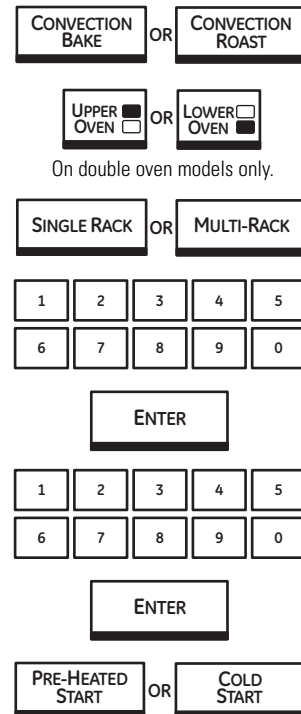 CONVECTION BAKE OR CONVECTION ROAST
UPPER OVEN OR LOWER OVEN
On double oven models only.
SINGLE RACK OR MULTI-RACK
1 2 3 4 5
6 7 8 9 0
ENTER
1 2 3 4 5
6 7 8 9 0
ENTER
PRE-HEATED START OR COLD START